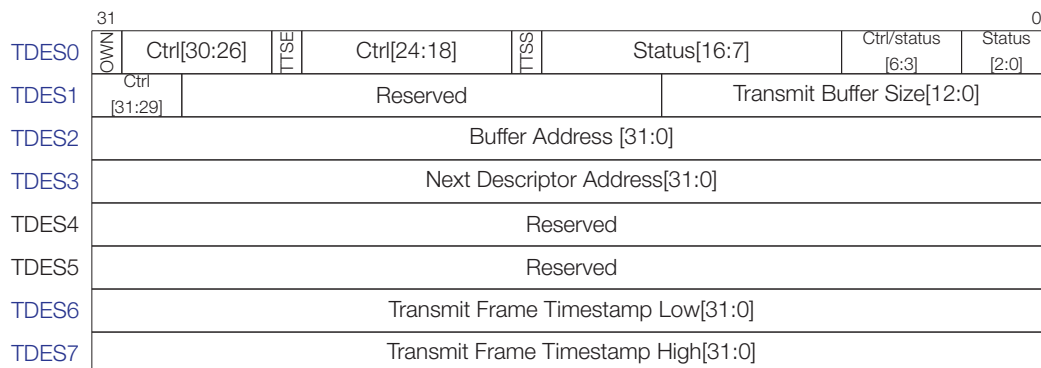 31 0
TDES0 OWN Ctrl[30:26] TTSE Ctrl[24:18] TTSS Status[16:7] Ctrl/status [6:3] Status [2:0]
TDES1 Ctrl [31:29] Reserved Transmit Buffer Size[12:0]
TDES2 Buffer Address [31:0]
TDES3 Next Descriptor Address[31:0]
TDES4 Reserved
TDES5 Reserved
TDES6 Transmit Frame Timestamp Low[31:0]
TDES7 Transmit Frame Timestamp High[31:0]